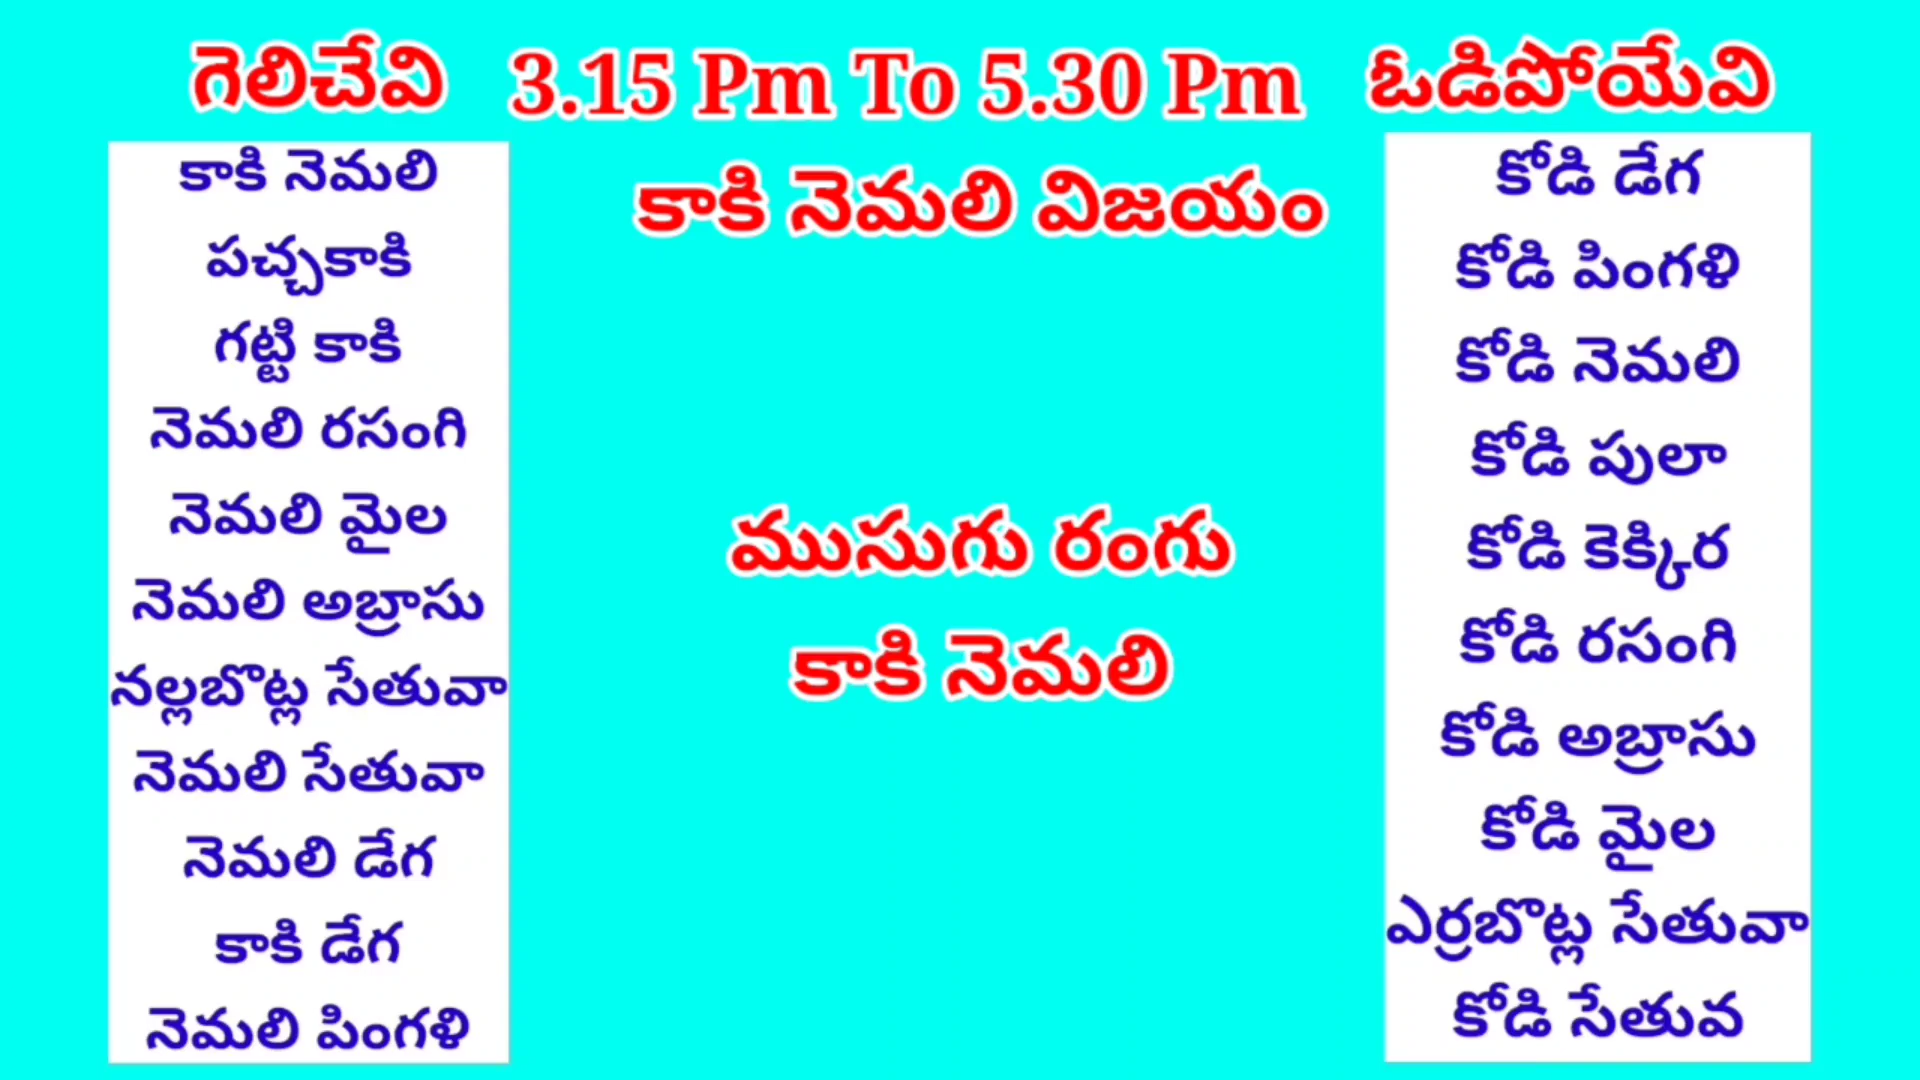 గెలిచేవి
కాకి నెమలి
పచ్చకాకి
గట్టి కాకి
నెమలి రసంగి
నెమలి మైల
నెమలి అబ్రాసు
నల్లబొట్ల సేతువా
నెమలి సేతువా
నెమలి డేగ
కాకి డేగ
నెమలి పింగళి
3.15 Pm To 5.30 Pm
కాకి నెమలి విజయం
ముసుగు రంగు
కాకి నెమలి
ఓడిపోయేవి
కోడి డేగ
కోడి పింగళి
కోడి నెమలి
కోడి పులా
కోడి కెక్కిర
కోడి రసంగి
కోడి అబ్రాసు
కోడి మైల
ఎర్రబొట్ల సేతువా
కోడి సేతువ